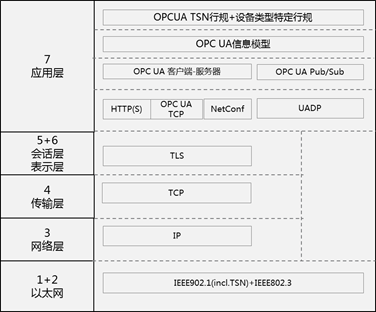 OPCUA TSN行规+设备类型特定行规
7
应用层
OPC UA信息模型
OPC UA 客户端-服务器
OPC UA Pub/Sub
HTTP(S)
OPC UA
TCP
NetConf
UADP
5+6
会话层
表示层
TLS
4
传输层
TCP
3
网络层
IP
1+2
以太网
IEEE902.1(incl.TSN)+IEEE802.3